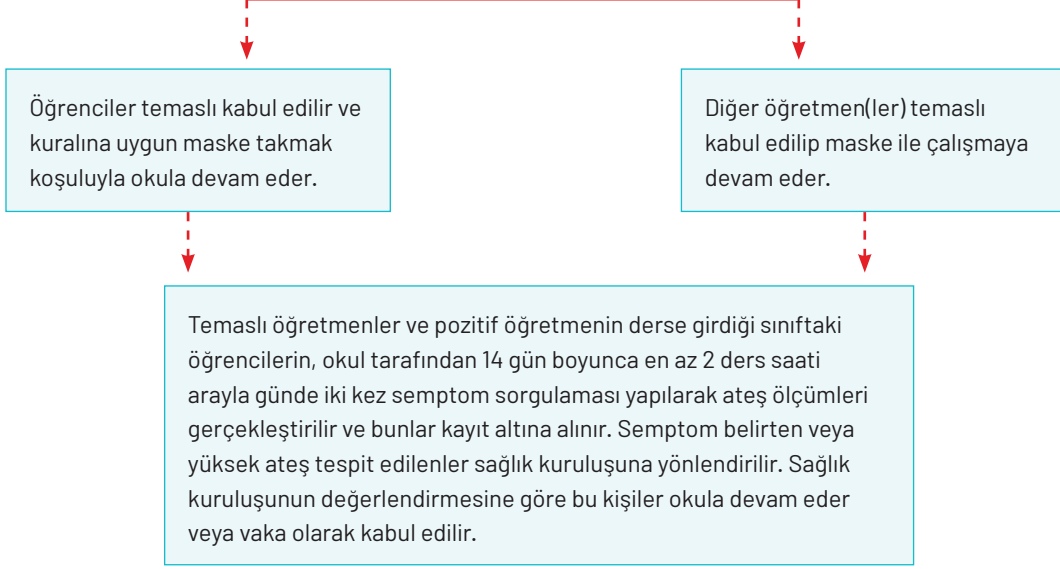 Öğrenciler temaslı kabul edilir ve
kuralına uygun maske takmak
koşuluyla okula devam eder.
Diğer öğretmen(ler) temaslı
kabul edilip maske ile çalışmaya
devam eder.
Temaslı öğretmenler ve pozitif öğretmenin derse girdiği sınıftaki
öğrencilerin, okul tarafından 14 gün boyunca en az 2 ders saati
arayla günde iki kez semptom sorgulaması yapılarak ateş ölçümleri
gerçekleştirilir ve bunlar kayıt altına alınır. Semptom belirten veya
yüksek ateş tespit edilenler sağlık kuruluşuna yönlendirilir. Sağlık
kuruluşunun değerlendirmesine göre bu kişiler okula devam eder
veya vaka olarak kabul edilir.